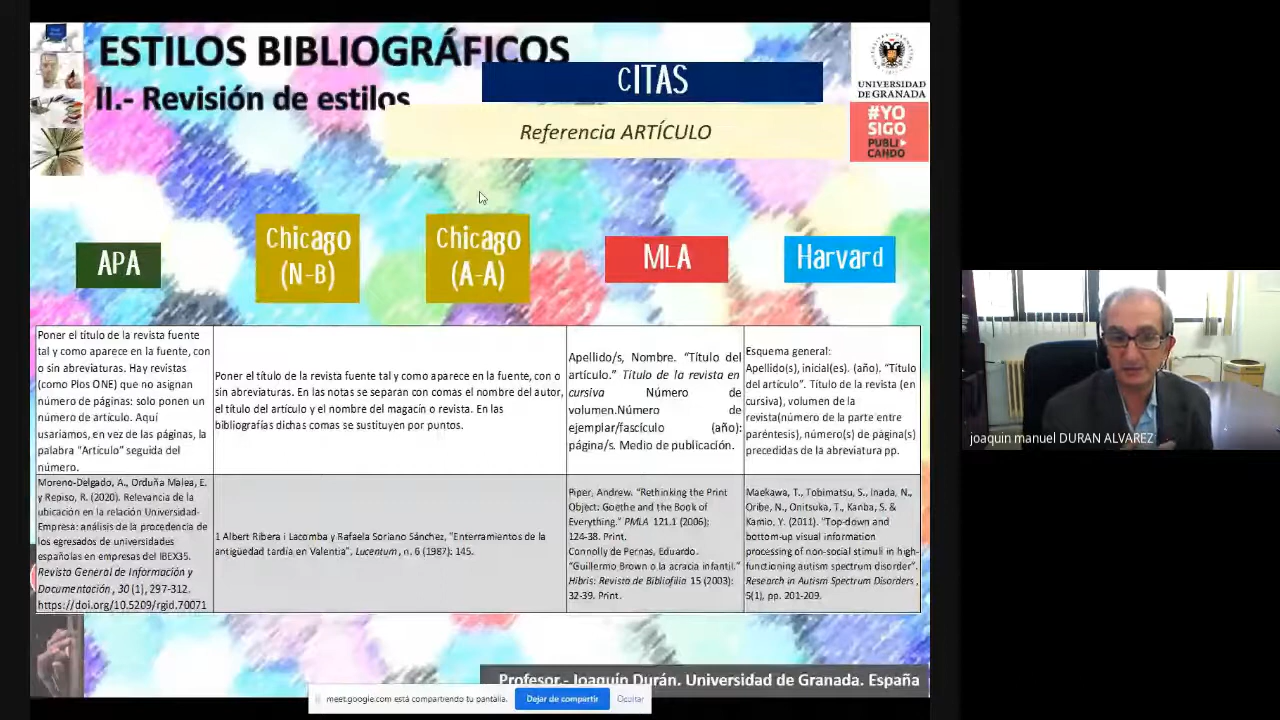 ESTILOS BIBLIOGRÁFICOS
II.- Revisión de estilos
CITAS
Referencia ARTÍCULO
UNIVERSIDAD
DE GRANADA
#YO
SIGO
PUBLI
CANDO
APA
Chicago
(N-B)
Chicago
(A-A)
MLA
Harvard
Poner el título de la revista fuente
tal y como aparece en la fuente, con
o sin abreviaturas. Hay revistas
(como Plos ONE) que no asignan
número de páginas: solo ponen un
número de artículo. Aquí
usaríamos, en vez de las páginas, la
palabra "Artículo" seguida del
número.
Poner el título de la revista fuente tal y como aparece en la fuente, con o
sin abreviaturas. En las notas se separan con comas el nombre del autor,
el título del artículo y el nombre del magacín o revista. En las
bibliografías dichas comas se sustituyen por puntos.
Apellido/s, Nombre. “Título del
artículo.” Título de la revista en
cursiva Número de
volumen.Número de
ejemplar/fascículo (año):
página/s. Medio de publicación.
Esquema general:
Apellido(s), inicial(es). (año). “Título
del artículo”. Título de la revista (en
cursiva), volumen de la
revista(número de la parte entre
paréntesis), número(s) de página(s)
precedidas de la abreviatura pp.
Moreno-Delgado, A., Orduña Malea, E.
y Repiso, R. (2020). Relevancia de la
ubicación en la relación Universidad-
Empresa: análisis de la procedencia de
los egresados de universidades
españolas en empresas del IBEX35.
Revista General de Información y
Documentación, 30(1), 297-312.
https://doi.org/10.5209/rgid.70071
1 Albert Ribera i Lacomba y Rafaela Soriano Sánchez, "Enterramientos de la
antigüedad tardía en Valentia", Lucentum, n. 6 (1987): 145.
Piper, Andrew. “Rethinking the Print
Object: Goethe and the Book of
Everything.” PMLA 121.1 (2006):
124-38. Print.
Connolly de Pernas, Eduardo.
“Guillermo Brown o la acracia infantil.”
Hibris: Revista de Bibliofilia 15 (2003):
32-39. Print.
Maekawa, T., Tobimatsu, S., Inada, N.,
Oribe, N., Onitsuka, T., Kanba, S. &
Kamio, Y. (2011). “Top-down and
bottom-up visual information
processing of non-social stimuli in high-
functioning autism spectrum disorder”.
Research in Autism Spectrum Disorders,
5(1), pp. 201-209.
joaquin manuel DURAN ALVAREZ
Profesor.- Joaquín Durán. Universidad de Granada. España
meet.google.com está compartiendo tu pantalla.
Dejar de compartir
Ocultar